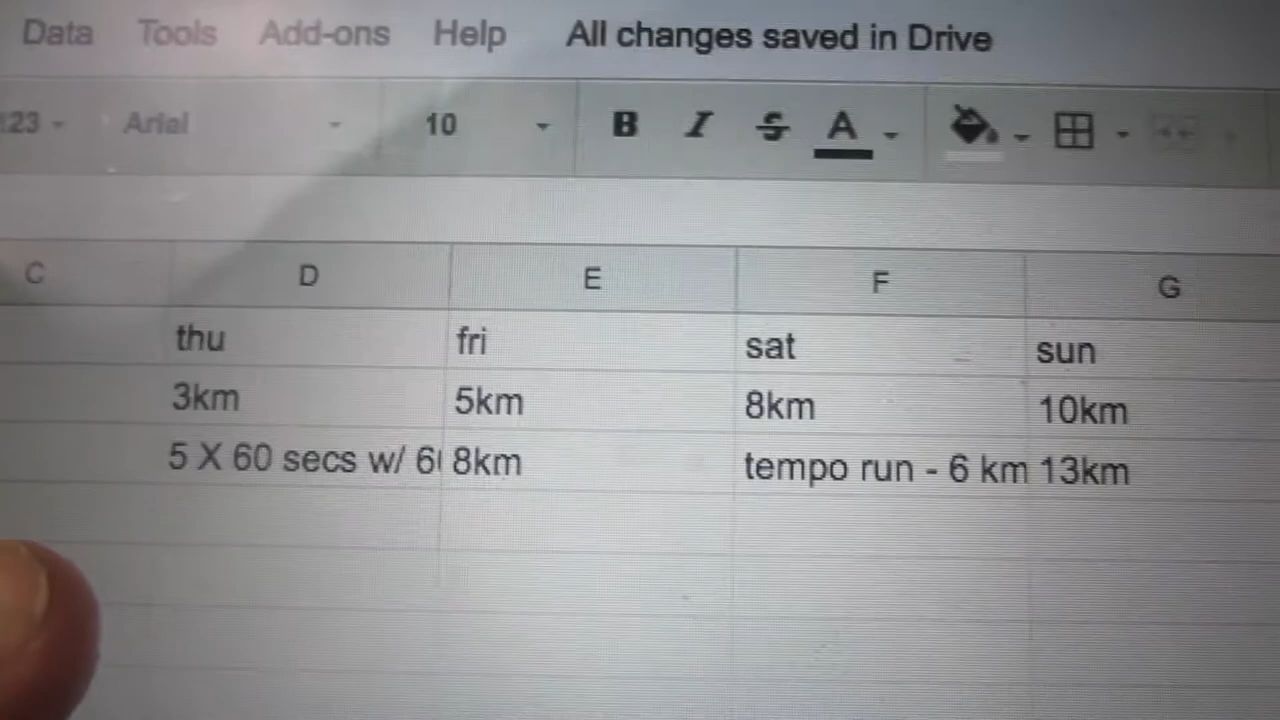 Data Tools Add-ons Help All changes saved in Drive
123 Arial 10 B I S A
C D E F G
thu fri sat sun
3km 5km 8km 10km
5 X 60 secs w/ 8km tempo run - 6 km 13km